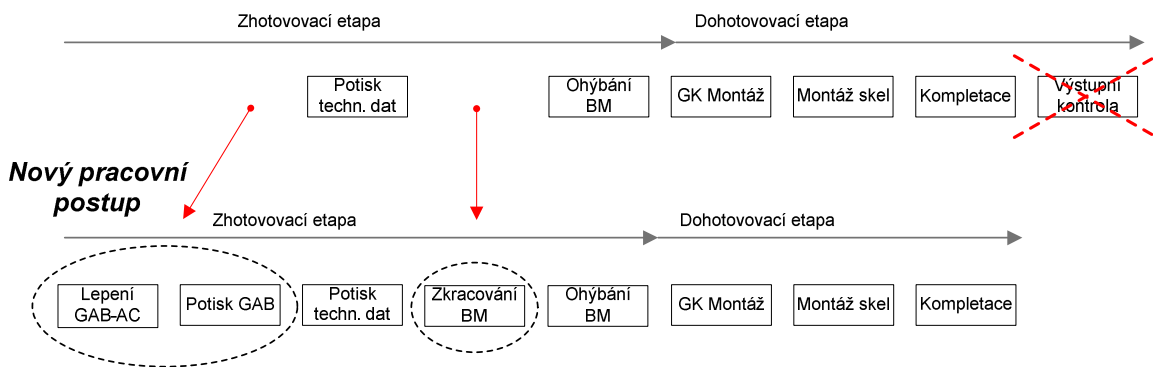 Zhotovovací etapa
Dohotovovací etapa
Potisk
techn. dat
Ohýbání
BM
GK Montáž
Montáž skel
Kompletace
Výstupní
kontrola
Nový pracovní
postup
Zhotovovací etapa
Dohotovovací etapa
Lepení
GAB-AC
Potisk GAB
Potisk
techn. dat
Zkracování
BM
Ohýbání
BM
GK Montáž
Montáž skel
Kompletace